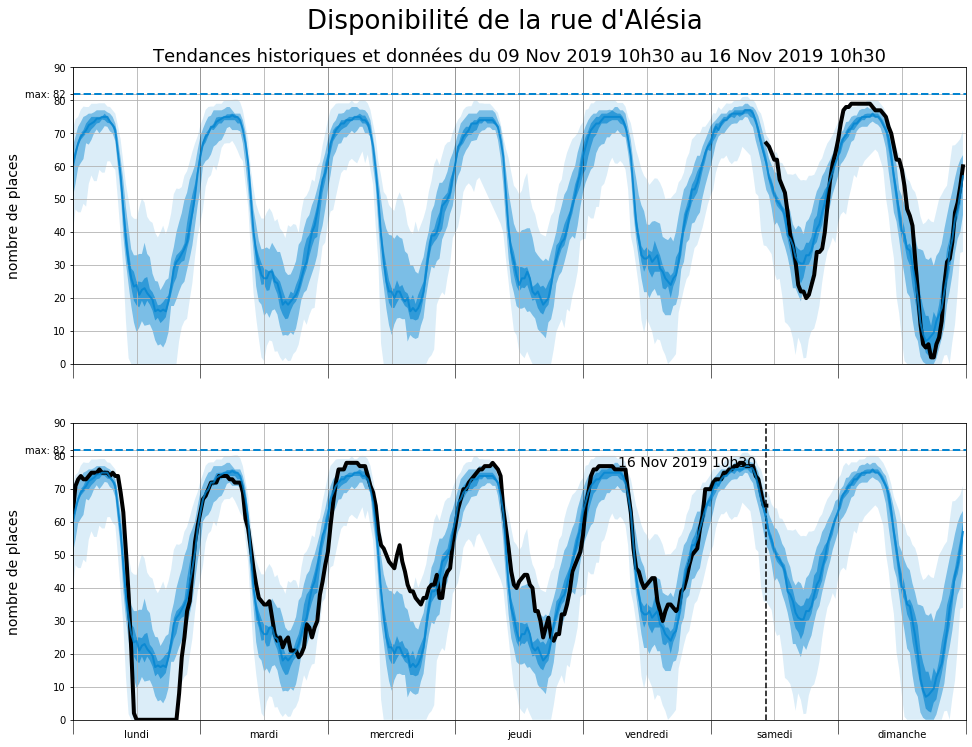 Disponibilité de la rue d'Alésia
Tendances historiques et données du 09 Nov 2019 10h30 au 16 Nov 2019 10h30
nombre de places
90
max: 82
80
70
60
50
40
30
20
10
0
nombre de places
90
max: 82
80
70
60
50
40
30
20
10
0
16 Nov 2019 10h30
lundi mardi mercredi jeudi vendredi samedi dimanche